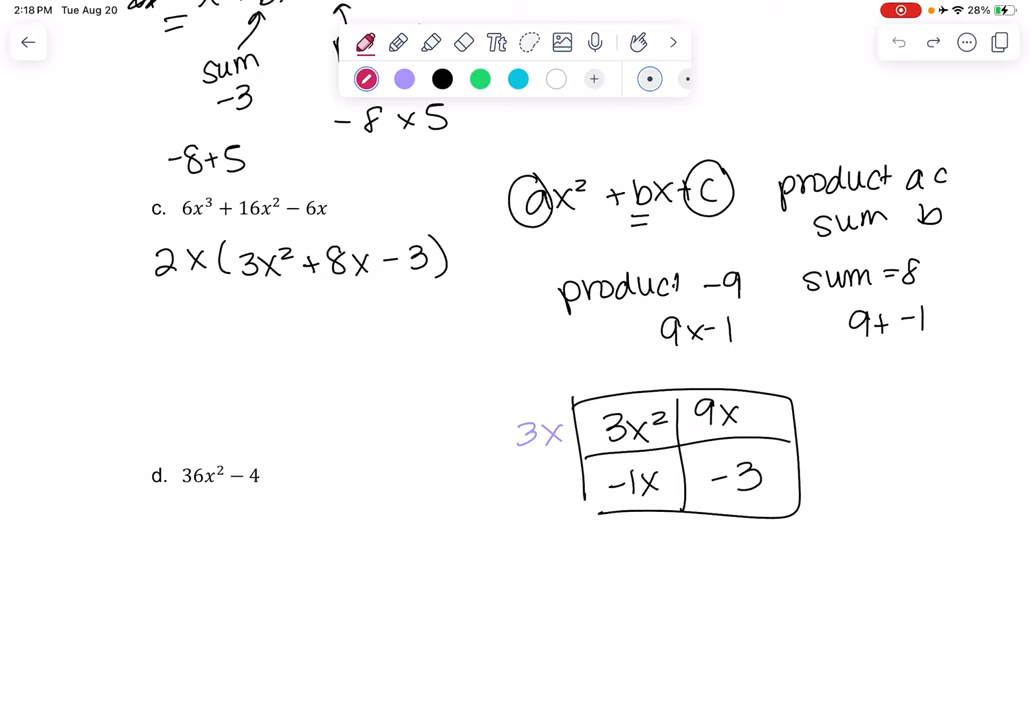 2:18 PM Tue Aug 20
28%
=
sum
-3
Tt
-8 x 5
-8+5
c. 6x³ + 16x² − 6x
2x(3x²+8x-3)
ax² + bx + c
product ac
sum b
product -9
sum = 8
9x-1
9+ -1
3x
3x² 9x
-1x -3
d. 36x² − 4